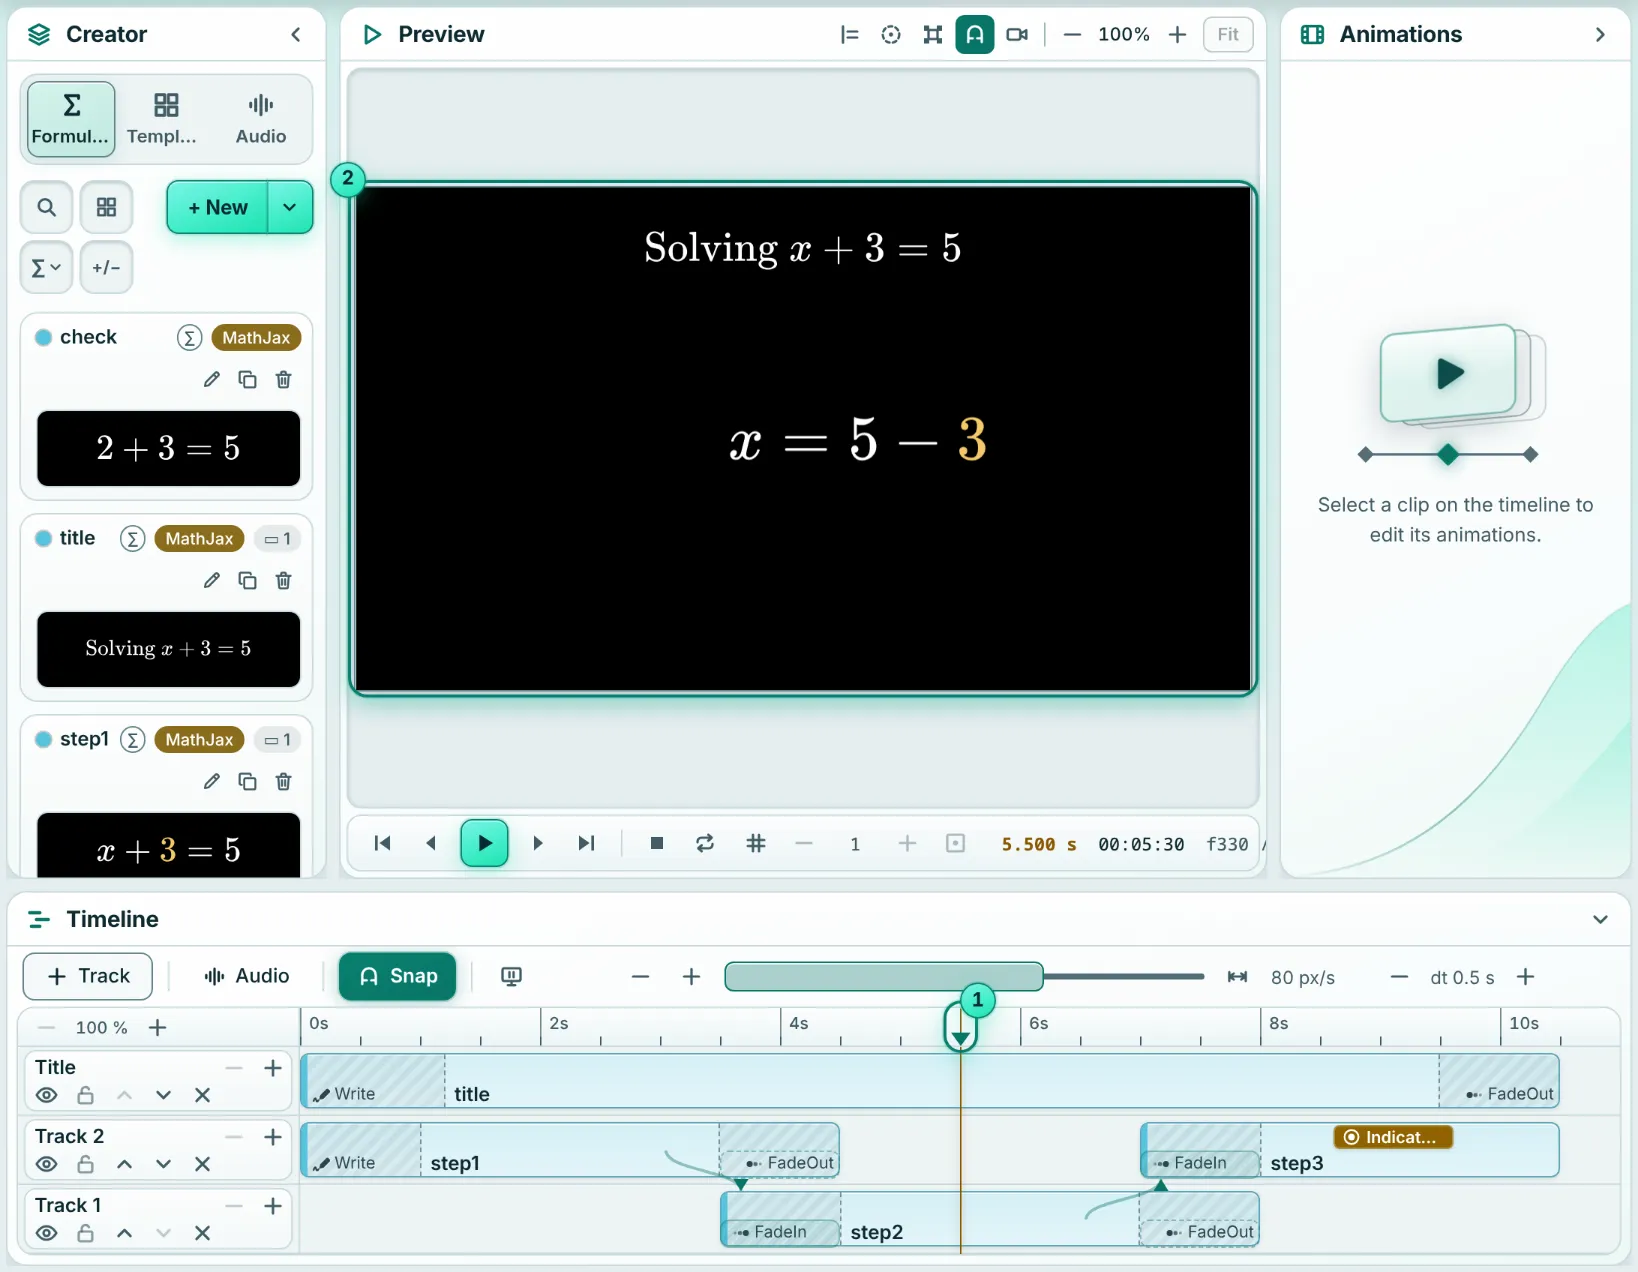 Creator
Formul...
Templ...
Audio
+ New
Σ
+/−
check
Σ
MathJax
2 + 3 = 5
title
Σ
MathJax
1
Solving x + 3 = 5
step1
Σ
MathJax
1
x + 3 = 5
Preview
100%
Fit
2
Solving x + 3 = 5
x = 5 − 3
1
5.500 s
00:05:30
f330 /
Animations
Select a clip on the timeline to
edit its animations.
Timeline
+ Track
Audio
Snap
80 px/s
dt 0.5 s
1
100 %
0s
2s
4s
6s
8s
10s
Title
Write
title
FadeOut
Track 2
Write
step1
FadeOut
FadeIn
step3
Indicat...
Track 1
FadeIn
step2
FadeOut